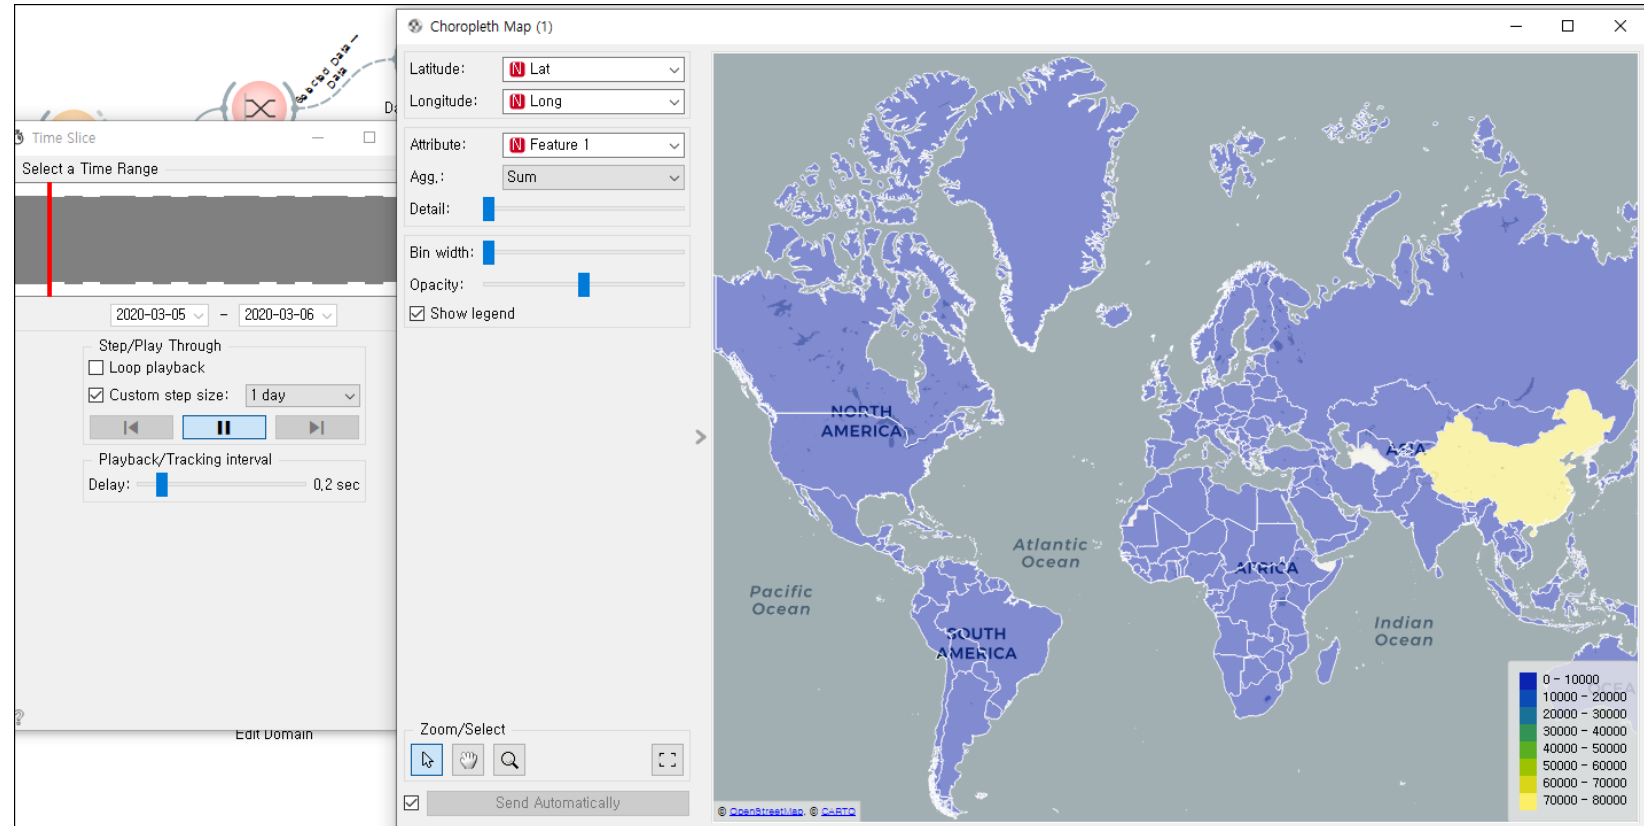 Selected Data →
Data
Da
Time Slice
Select a Time Range
2020-03-05 – 2020-03-06
Step/Play Through
Loop playback
Custom step size: 1 day
Playback/Tracking interval
Delay: 0,2 sec
Edit Domain
Choropleth Map (1)
Latitude: N Lat
Longitude: N Long
Attribute: N Feature 1
Agg,: Sum
Detail:
Bin width:
Opacity:
Show legend
Zoom/Select
Send Automatically
NORTH
AMERICA
ASIA
Atlantic
Ocean
AFRICA
Pacific
Ocean
Indian
Ocean
SOUTH
AMERICA
0 - 10000
10000 - 20000
20000 - 30000
30000 - 40000
40000 - 50000
50000 - 60000
60000 - 70000
70000 - 80000
© OpenStreetMap, © CARTO